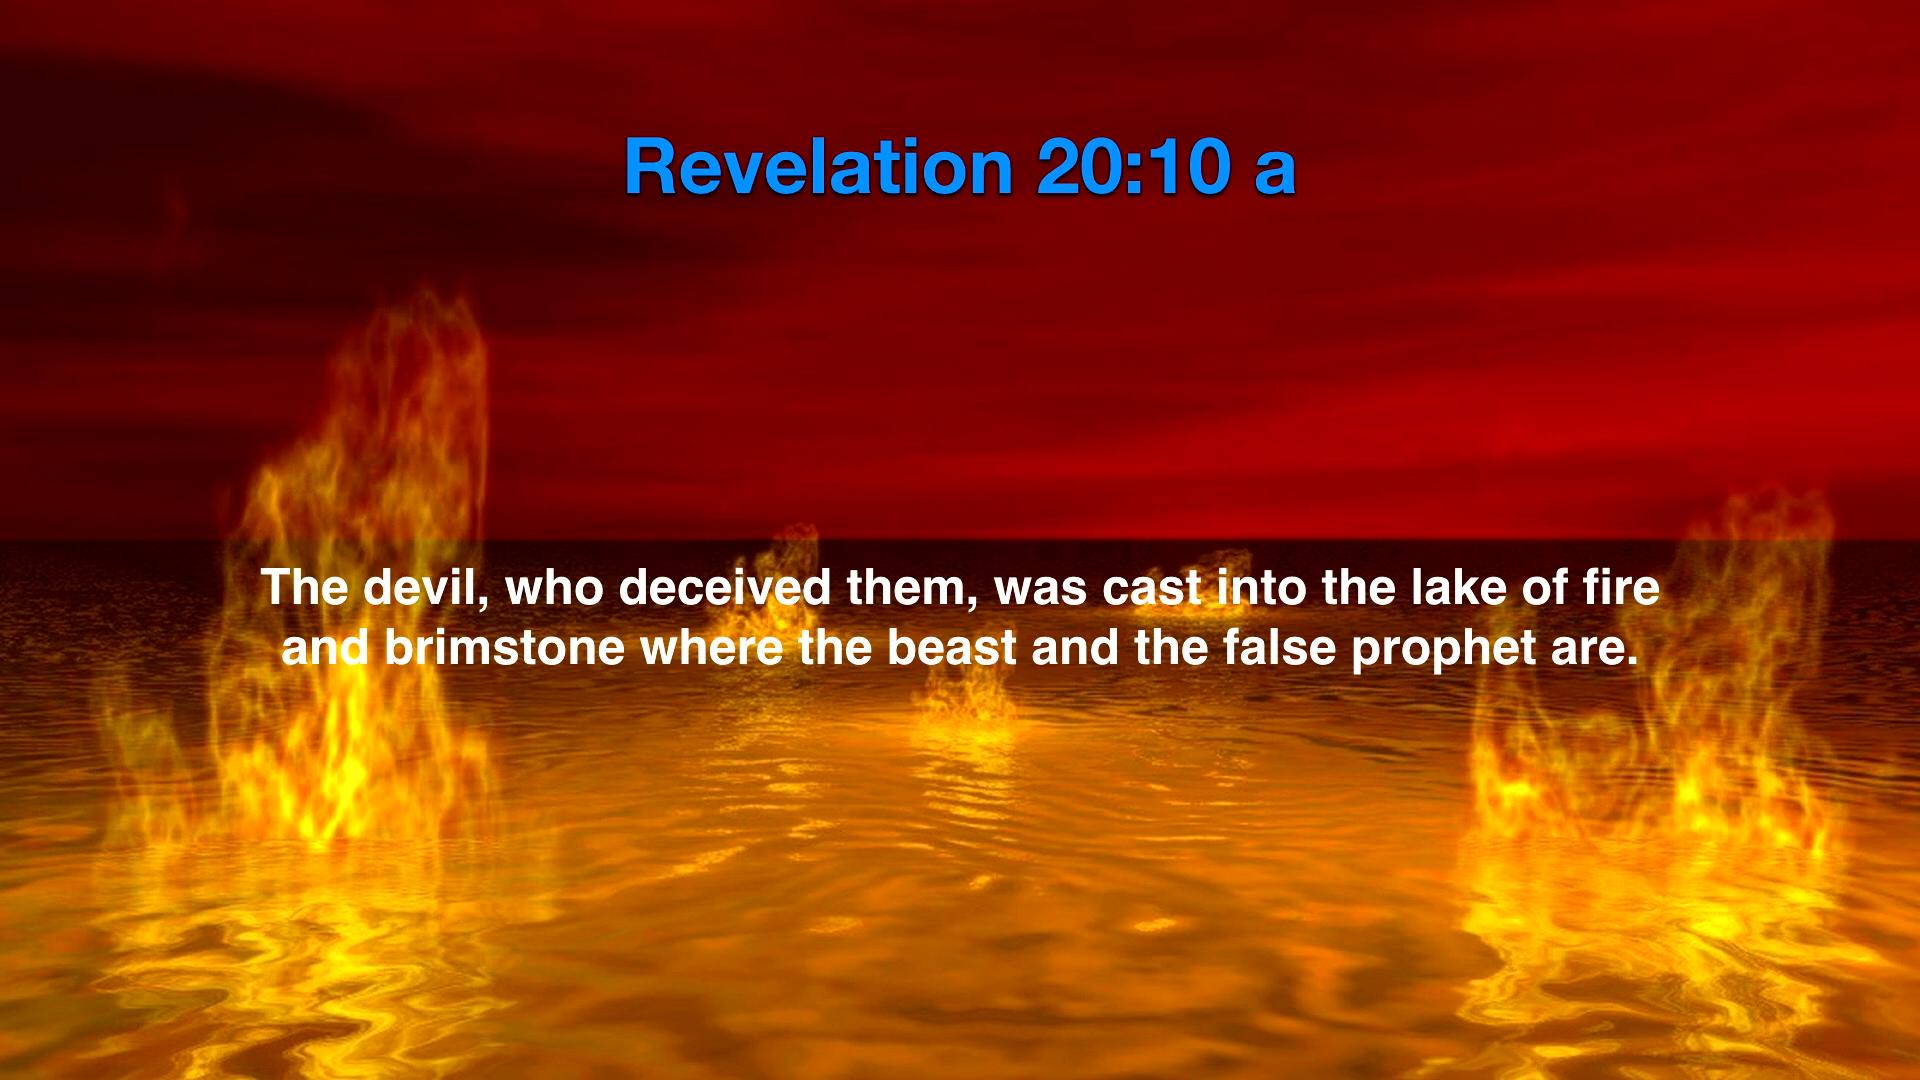 Revelation 20:10 a
The devil, who deceived them, was cast into the lake of fire
and brimstone where the beast and the false prophet are.